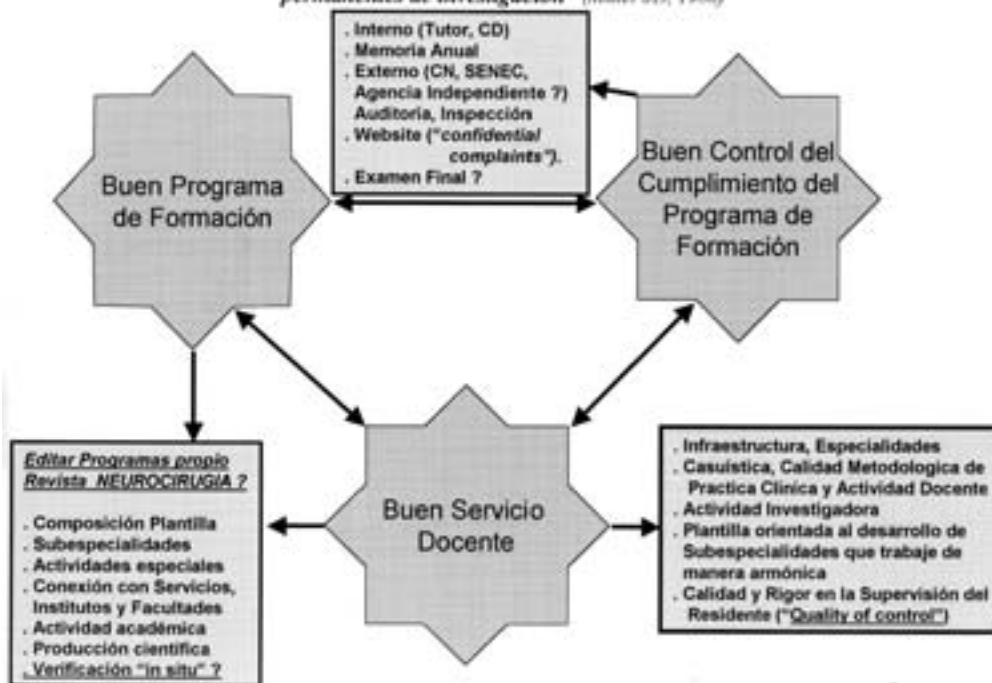 permanentes de investigación"
. Interno (Tutor, CD)
. Memoria Anual
. Externo (CN, SENEC,
Agencia Independiente ?)
Auditoría, Inspección
. Website ("confidential
complaints").
. Examen Final ?
Buen Programa
de Formación
Buen Control del
Cumplimiento del
Programa de
Formación
Editar Programas propio
Revista NEUROCIRUGIA ?
. Composición Plantilla
. Subespecialidades
. Actividades especiales
. Conexión con Servicios,
Institutos y Facultades
. Actividad académica
. Producción científica
. Verificación "in situ" ?
Buen Servicio
Docente
. Infraestructura, Especialidades
. Casuística, Calidad Metodologica de
Practica Clínica y Actividad Docente
. Actividad Investigadora
. Plantilla orientada al desarrollo de
Subespecialidades que trabaje de
manera armónica
. Calidad y Rigor en la Supervisión del
Residente ("Quality of control")